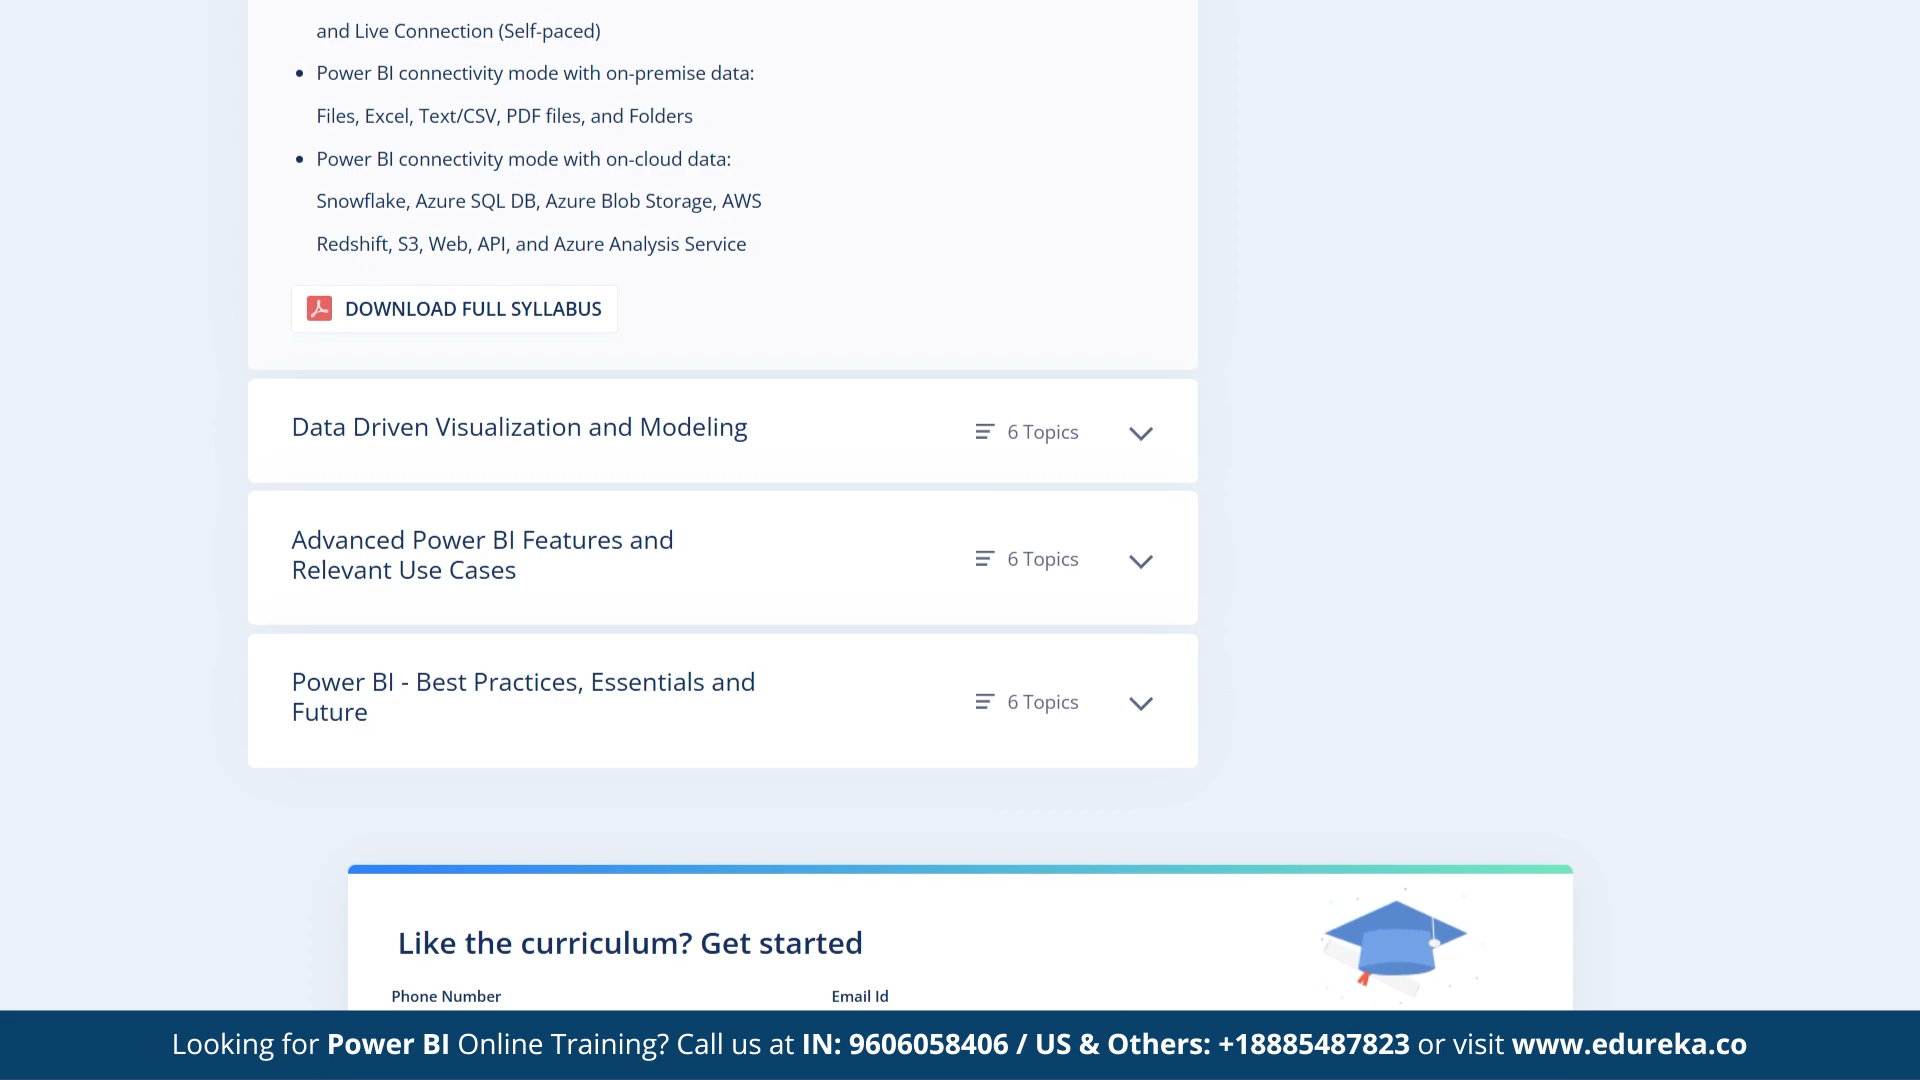 and Live Connection (Self-paced)
Power BI connectivity mode with on-premise data:
Files, Excel, Text/CSV, PDF files, and Folders
Power BI connectivity mode with on-cloud data:
Snowflake, Azure SQL DB, Azure Blob Storage, AWS
Redshift, S3, Web, API, and Azure Analysis Service
DOWNLOAD FULL SYLLABUS
Data Driven Visualization and Modeling
6 Topics
Advanced Power BI Features and
Relevant Use Cases
6 Topics
Power BI - Best Practices, Essentials and
Future
6 Topics
Like the curriculum? Get started
Phone Number
Email Id
Looking for Power BI Online Training? Call us at IN: 9606058406 / US & Others: +18885487823 or visit www.edureka.co